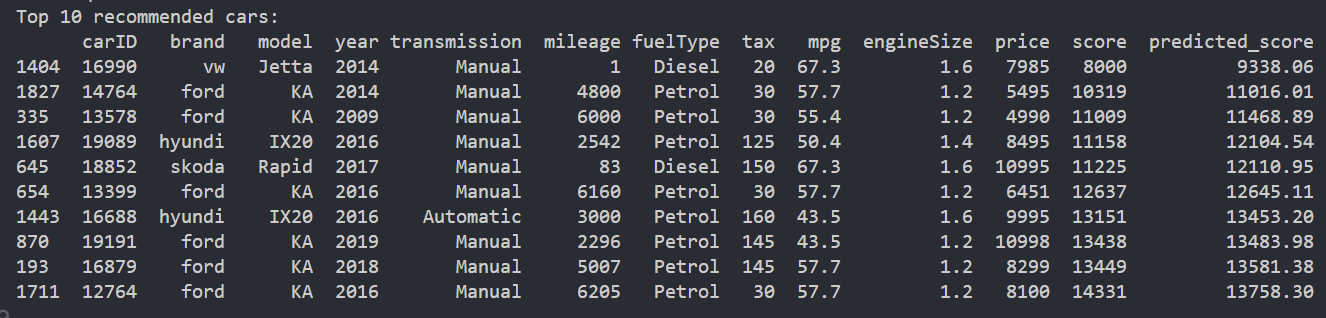 Top 10 recommended cars:
carID brand model year transmission mileage fuelType tax mpg engineSize price score predicted_score
1404 16990 vw Jetta 2014 Manual 1 Diesel 20 67.3 1.6 7985 8000 9338.06
1827 14764 ford KA 2014 Manual 4800 Petrol 30 57.7 1.2 5495 10319 11016.01
335 13578 ford KA 2009 Manual 6000 Petrol 30 55.4 1.2 4990 11009 11468.89
1607 19089 hyundi IX20 2016 Manual 2542 Petrol 125 50.4 1.4 8495 11158 12104.54
645 18852 skoda Rapid 2017 Manual 83 Diesel 150 67.3 1.6 10995 11225 12110.95
654 13399 ford KA 2016 Manual 6160 Petrol 30 57.7 1.2 6451 12637 12645.11
1443 16688 hyundi IX20 2016 Automatic 3000 Petrol 160 43.5 1.6 9995 13151 13453.20
870 19191 ford KA 2019 Manual 2296 Petrol 145 43.5 1.2 10998 13438 13483.98
193 16879 ford KA 2018 Manual 5007 Petrol 145 57.7 1.2 8299 13449 13581.38
1711 12764 ford KA 2016 Manual 6205 Petrol 30 57.7 1.2 8100 14331 13758.30